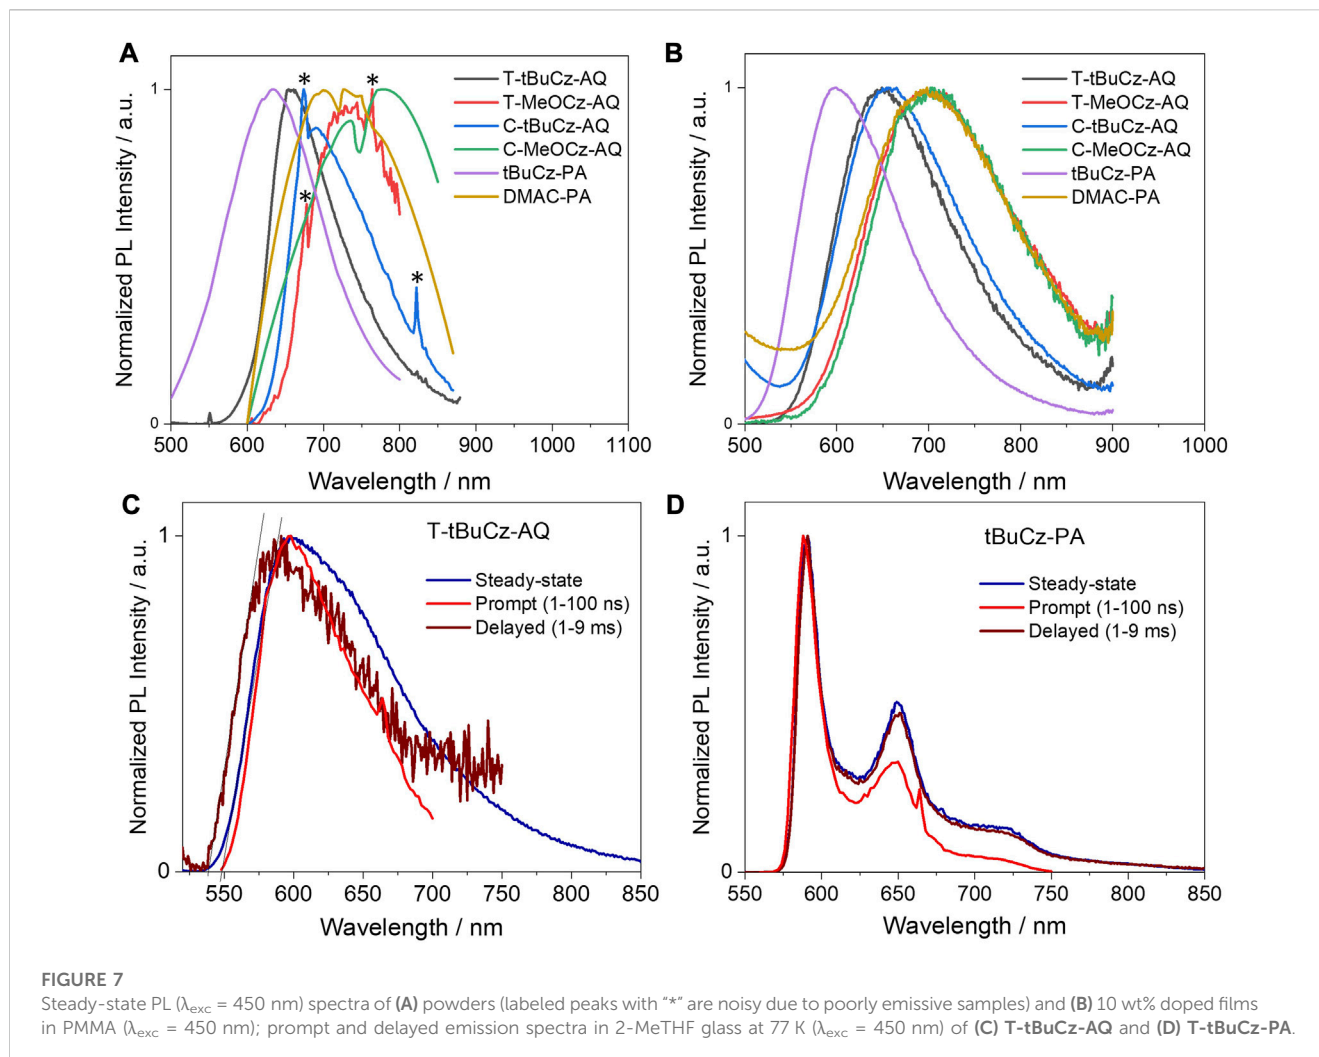 A
Normalized PL Intensity / a.u.
1
0
*
*
*
*
T-tBuCz-AQ
T-MeOCz-AQ
C-tBuCz-AQ
C-MeOCz-AQ
tBuCz-PA
DMAC-PA
500 600 700 800 900 1000 1100
Wavelength / nm
B
Normalized PL Intensity / a.u.
1
0
T-tBuCz-AQ
T-MeOCz-AQ
C-tBuCz-AQ
C-MeOCz-AQ
tBuCz-PA
DMAC-PA
500 600 700 800 900 1000
Wavelength / nm
C
Normalized PL Intensity / a.u.
1
0
T-tBuCz-AQ
Steady-state
Prompt (1-100 ns)
Delayed (1-9 ms)
550 600 650 700 750 800 850
Wavelength / nm
D
Normalized PL Intensity / a.u.
1
0
tBuCz-PA
Steady-state
Prompt (1-100 ns)
Delayed (1-9 ms)
550 600 650 700 750 800 850
Wavelength / nm
FIGURE 7
Steady-state PL (λexc = 450 nm) spectra of (A) powders (labeled peaks with "*" are noisy due to poorly emissive samples) and (B) 10 wt% doped films
in PMMA (λexc = 450 nm); prompt and delayed emission spectra in 2-MeTHF glass at 77 K (λexc = 450 nm) of (C) T-tBuCz-AQ and (D) T-tBuCz-PA.